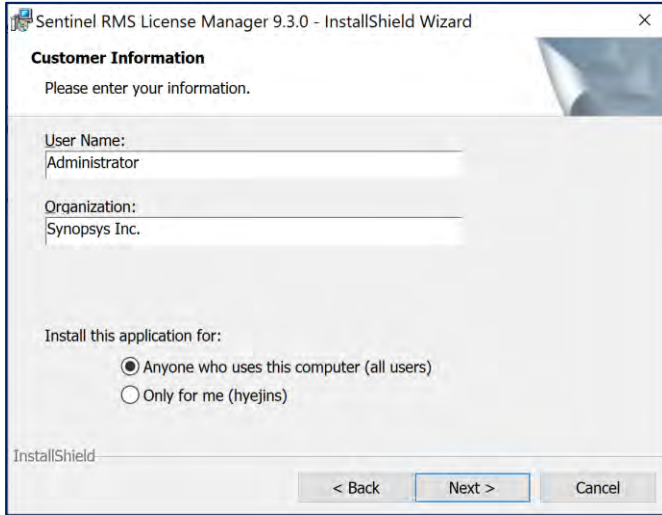 Sentinel RMS License Manager 9.3.0 - InstallShield Wizard
Customer Information
Please enter your information.
User Name:
Administrator
Organization:
Synopsys Inc.
Install this application for:
Anyone who uses this computer (all users)
Only for me (hyejins)
InstallShield
< Back Next > Cancel